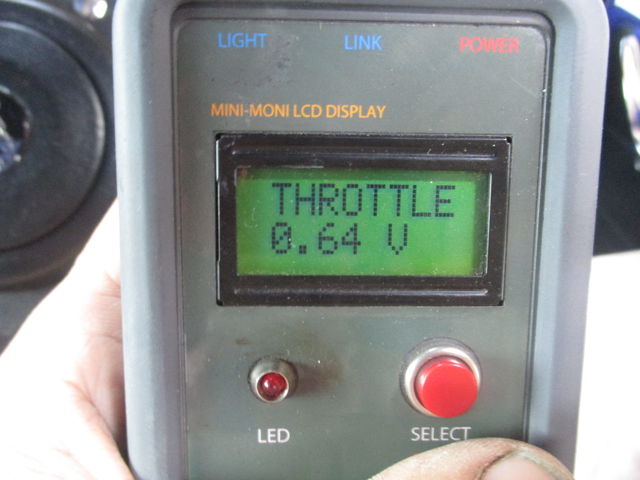 LIGHT LINK POWER
MINI-MONI LCD DISPLAY
THROTTLE
0.64 V
LED SELECT